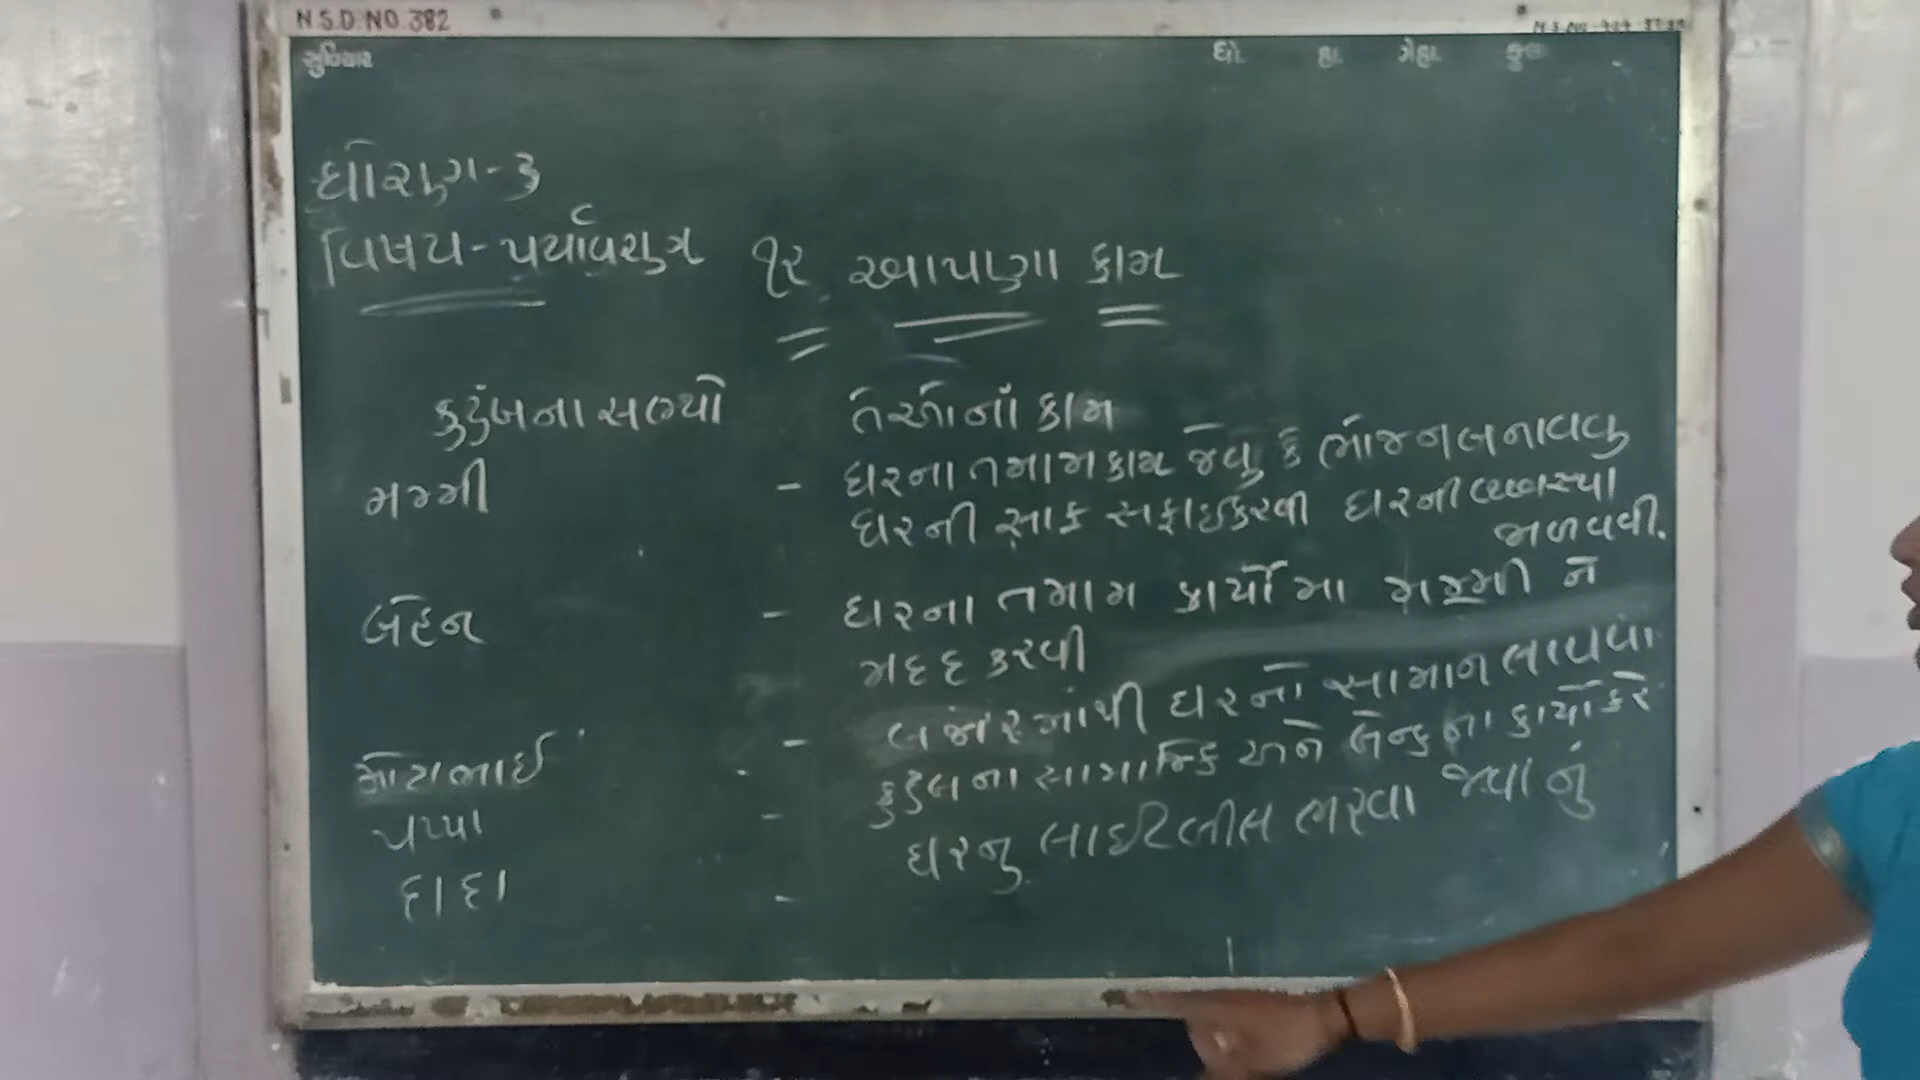 N.S.D. NO. 382
સુવિચાર ધો. હા. ગેહા. કુલ
ધોરણ-૩
વિષય-પર્યાવરણ ૧૨ આપણા કામ
કુટુંબના સભ્યો તેઓનાં કામ
મમ્મી - ઘરના તમામ કામ જેવુ કે ભોજન બનાવવુ
ઘરની સાફ સફાઈ કરવી ઘરની વ્યવસ્થા
જાળવવી.
બહેન - ઘરના તમામ કાર્યોમા મમ્મી ને
મદદ કરવી
મોટાભાઈ - બજારમાંથી ઘરનો સામાન લાવવા
પપ્પા - કુટુંબના સામાજિક અને બેન્કના કાર્યો કરે
દાદા - ઘરનુ લાઈટબીલ ભરવા જવાનું